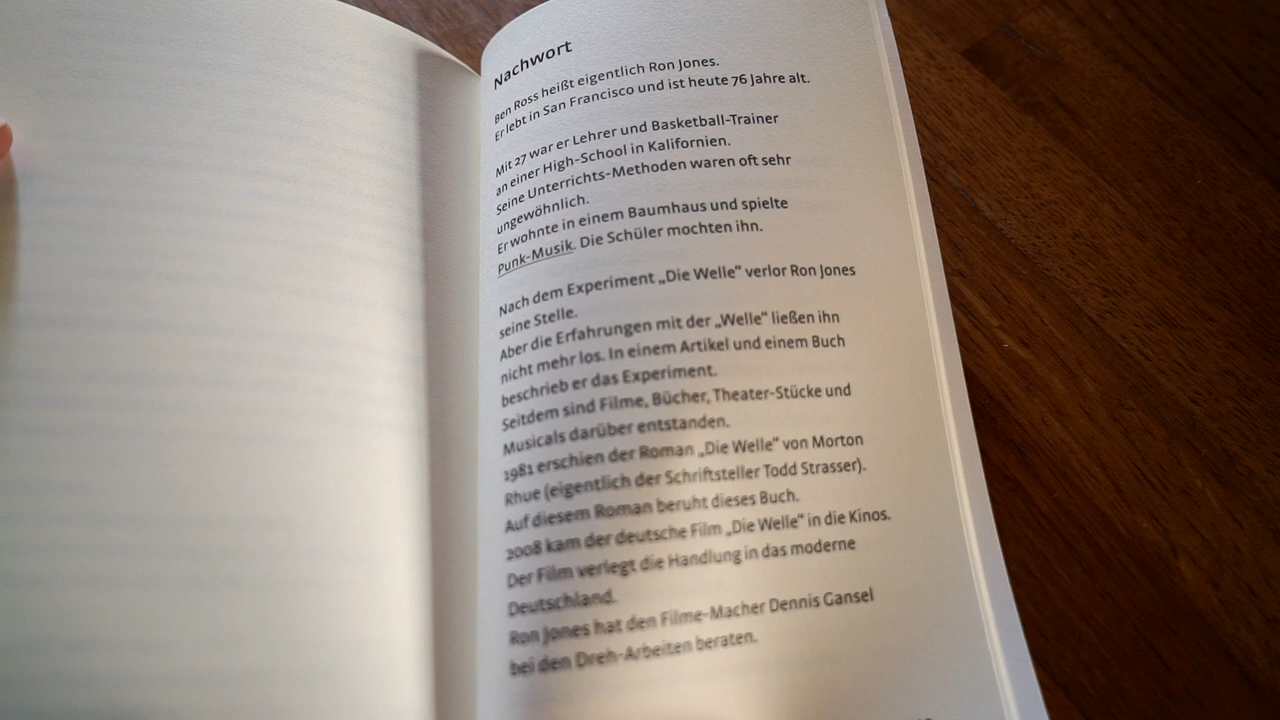 Nachwort
Ben Ross heißt eigentlich Ron Jones.
Er lebt in San Francisco und ist heute 76 Jahre alt.
Mit 27 war er Lehrer und Basketball-Trainer
an einer High-School in Kalifornien.
Seine Unterrichts-Methoden waren oft sehr
ungewöhnlich.
Er wohnte in einem Baumhaus und spielte
Punk-Musik. Die Schüler mochten ihn.
Nach dem Experiment „Die Welle“ verlor Ron Jones
seine Stelle.
Aber die Erfahrungen mit der „Welle“ ließen ihn
nicht mehr los. In einem Artikel und einem Buch
beschrieb er das Experiment.
Seitdem sind Filme, Bücher, Theater-Stücke und
Musicals darüber entstanden.
1981 erschien der Roman „Die Welle“ von Morton
Rhue (eigentlich der Schriftsteller Todd Strasser).
Auf diesem Roman beruht dieses Buch.
2008 kam der deutsche Film „Die Welle“ in die Kinos.
Der Film verlegt die Handlung in das moderne
Deutschland.
Ron Jones hat den Filme-Macher Dennis Gansel
bei den Dreh-Arbeiten beraten.